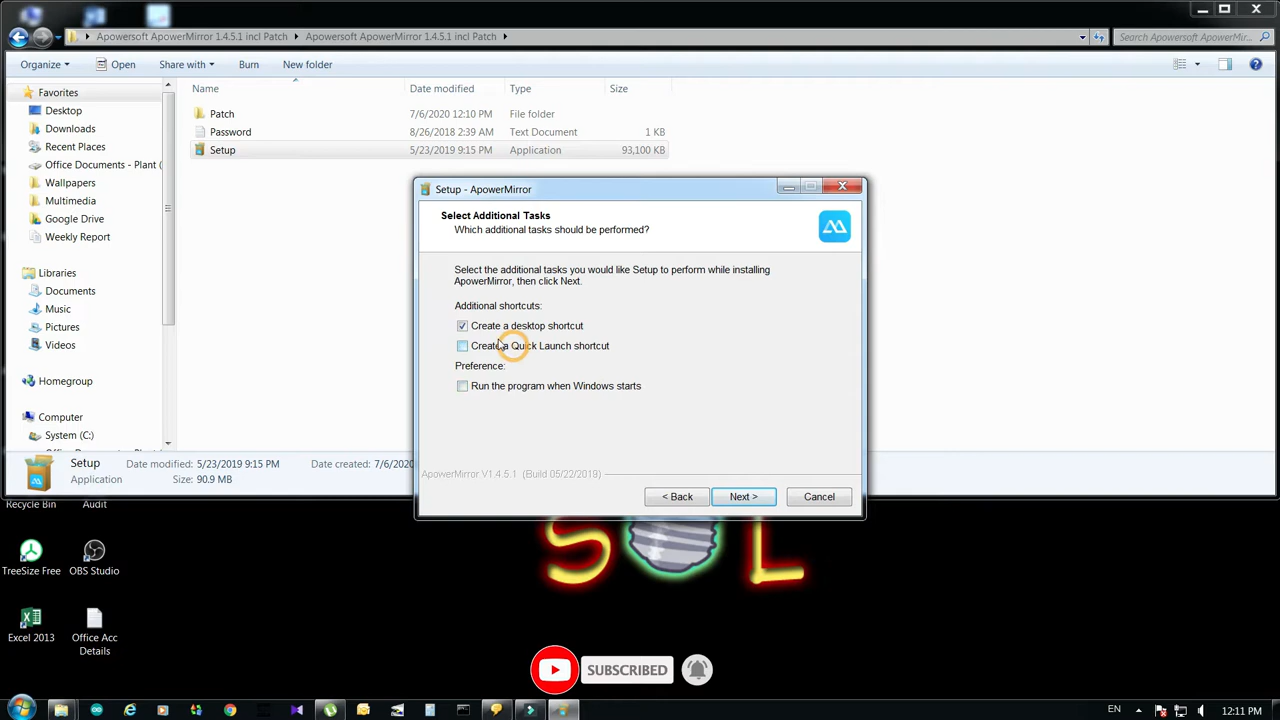 Apowersoft ApowerMirror 1.4.5.1 incl Patch
Apowersoft ApowerMirror 1.4.5.1 incl Patch
Search Apowersoft ApowerMirror 1.4.5.1 ApowerMir...
Organize
Open
Share with
Burn
New folder
Name
Date modified
Type
Size
Favorites
Desktop
Downloads
Recent Places
Office Documents - Plant (
Wallpapers
Multimedia
Google Drive
Weekly Report
Libraries
Documents
Music
Pictures
Videos
Homegroup
Computer
System (C:)
Patch 7/6/2020 12:10 PM File folder
Password 8/26/2018 2:39 AM Text Document 1 KB
Setup 5/23/2019 9:15 PM Application 93,100 KB
Setup - ApowerMirror
Select Additional Tasks
Which additional tasks should be performed?
Select the additional tasks you would like Setup to perform while installing
ApowerMirror, then click Next.
Additional shortcuts:
Create a desktop shortcut
Create a Quick Launch shortcut
Preference:
Run the program when Windows starts
ApowerMirror V1.4.5.1 (Build 05/22/2019)
< Back
Next >
Cancel
Setup Date modified: 5/23/2019 9:15 PM Date created: 7/6/2020
Application Size: 90.9 MB
Recycle Bin
Audit
TreeSize Free
OBS Studio
Excel 2013
Office Acc
Details
S L
SUBSCRIBED
EN
12:11 PM